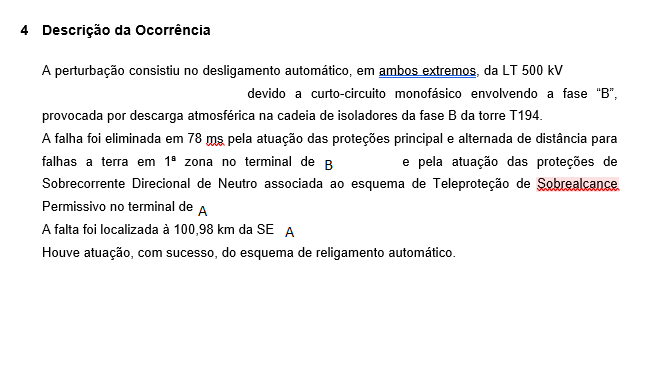 4 Descrição da Ocorrência
A perturbação consistiu no desligamento automático, em ambos extremos, da LT 500 kV
devido a curto-circuito monofásico envolvendo a fase “B”,
provocada por descarga atmosférica na cadeia de isoladores da fase B da torre T194.
A falha foi eliminada em 78 ms pela atuação das proteções principal e alternada de distância para
falhas a terra em 1ª zona no terminal de B e pela atuação das proteções de
Sobrecorrente Direcional de Neutro associada ao esquema de Teleproteção de Sobrealcance
Permissivo no terminal de A
A falta foi localizada à 100,98 km da SE A
Houve atuação, com sucesso, do esquema de religamento automático.